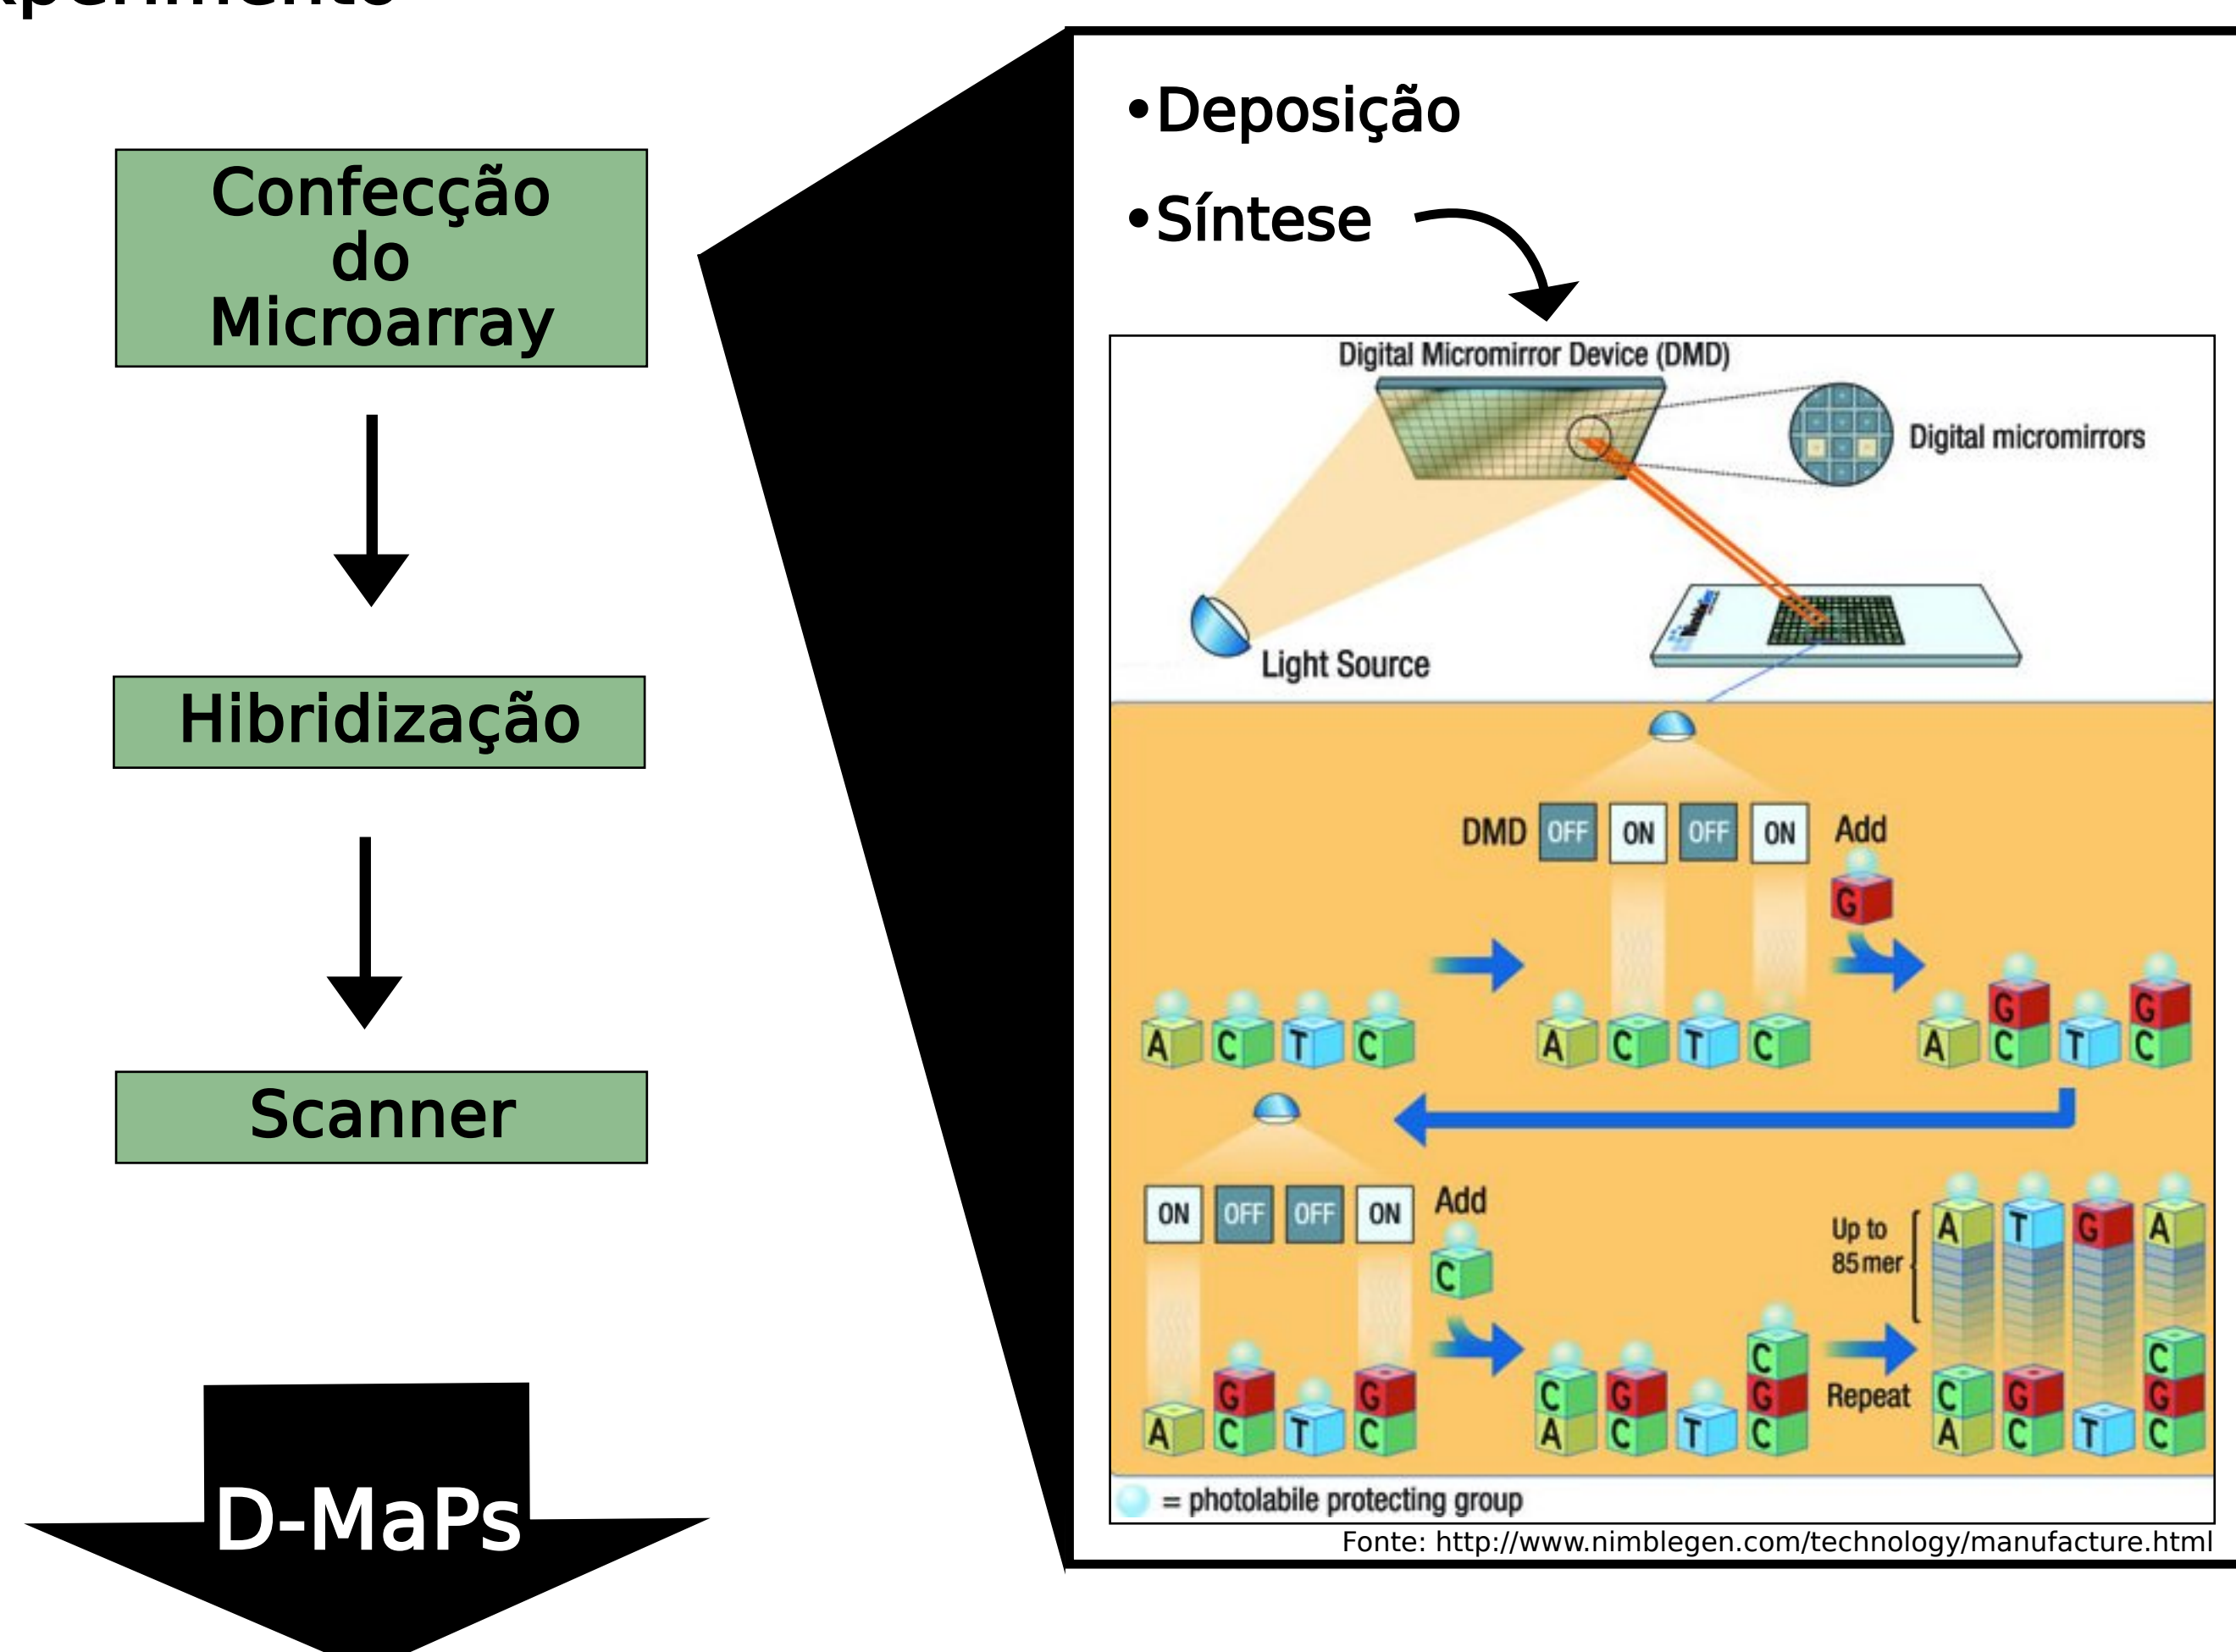 Confecção
do
Microarray
Hibridização
Scanner
D-MaPs
•Deposição
•Síntese
Digital Micromirror Device (DMD)
Digital micromirrors
Light Source
DMD OFF ON OFF ON Add
G
G G
A C T C A C T C A C T C
ON OFF OFF ON Add
C
Up to
85 mer
A T G A
C C
G G C G G Repeat C G G
A C T C A C T C A C T C
= photolabile protecting group
Fonte: http://www.nimblegen.com/technology/manufacture.html